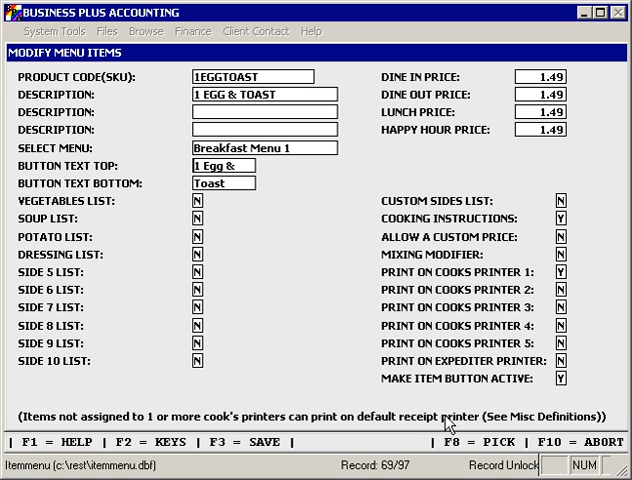 BUSINESS PLUS ACCOUNTING
System Tools Files Browse Finance Client Contact Help
MODIFY MENU ITEMS
PRODUCT CODE(SKU): 1EGGTOAST DINE IN PRICE: 1.49
DESCRIPTION: 1 EGG & TOAST DINE OUT PRICE: 1.49
DESCRIPTION: LUNCH PRICE: 1.49
DESCRIPTION: HAPPY HOUR PRICE: 1.49
SELECT MENU: Breakfast Menu 1
BUTTON TEXT TOP: 1 Egg &
BUTTON TEXT BOTTOM: Toast
VEGETABLES LIST: N CUSTOM SIDES LIST: N
SOUP LIST: N COOKING INSTRUCTIONS: Y
POTATO LIST: N ALLOW A CUSTOM PRICE: N
DRESSING LIST: N MIXING MODIFIER: N
SIDE 5 LIST: N PRINT ON COOKS PRINTER 1: Y
SIDE 6 LIST: N PRINT ON COOKS PRINTER 2: N
SIDE 7 LIST: N PRINT ON COOKS PRINTER 3: N
SIDE 8 LIST: N PRINT ON COOKS PRINTER 4: N
SIDE 9 LIST: N PRINT ON COOKS PRINTER 5: N
SIDE 10 LIST: N PRINT ON EXPEDITER PRINTER: N
MAKE ITEM BUTTON ACTIVE: Y
(Items not assigned to 1 or more cook's printers can print on default receipt printer (See Misc Definitions))
| F1 = HELP | F2 = KEYS | F3 = SAVE | | F8 = PICK | F10 = ABORT
Itemmenu (c:\rest\itemmenu.dbf) Record: 69/97 Record Unlock NUM